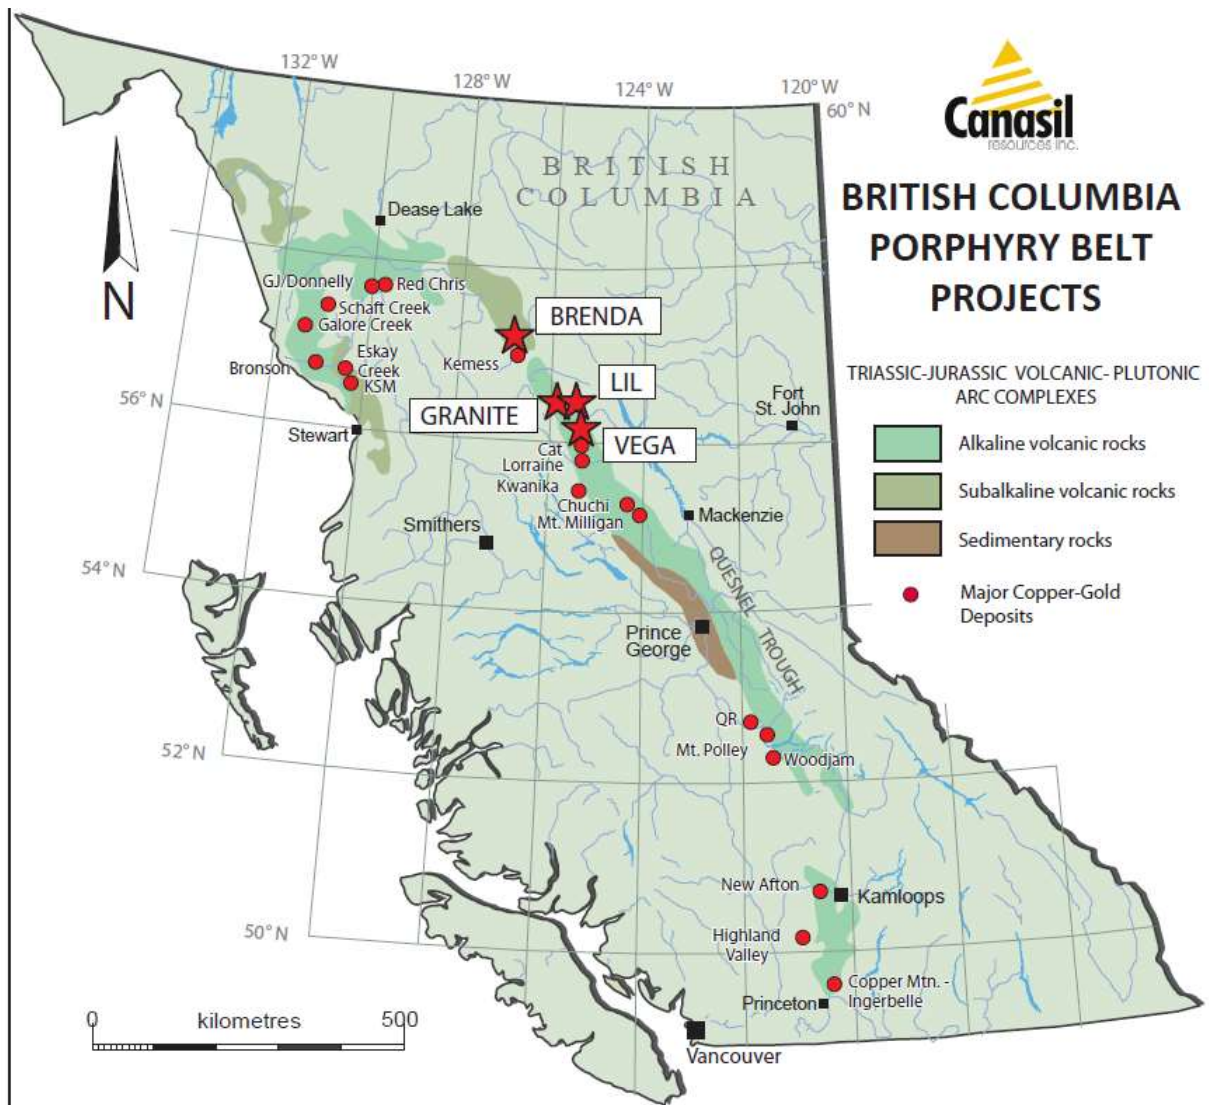 132° W
128° W
124° W
120° W
60° N
Canasil
resources inc.
BRITISH
COLUMBIA
BRITISH COLUMBIA
PORPHYRY BELT
PROJECTS
Dease Lake
GJ/Donnelly
Red Chris
Schaft Creek
Galore Creek
BRENDA
Bronson
Eskay
Creek
KSM
Kemess
LIL
GRANITE
VEGA
56° N
Stewart
Fort
St. John
Cat
Lorraine
Kwanika
Chuchi
Mt. Milligan
Mackenzie
Smithers
54° N
QUESNEL TROUGH
Prince
George
QR
Mt. Polley
Woodjam
52° N
New Afton
Kamloops
Highland
Valley
50° N
Copper Mtn. -
Ingerbelle
Princeton
Vancouver
N
0 kilometres 500
TRIASSIC-JURASSIC VOLCANIC- PLUTONIC
ARC COMPLEXES
Alkaline volcanic rocks
Subalkaline volcanic rocks
Sedimentary rocks
Major Copper-Gold
Deposits